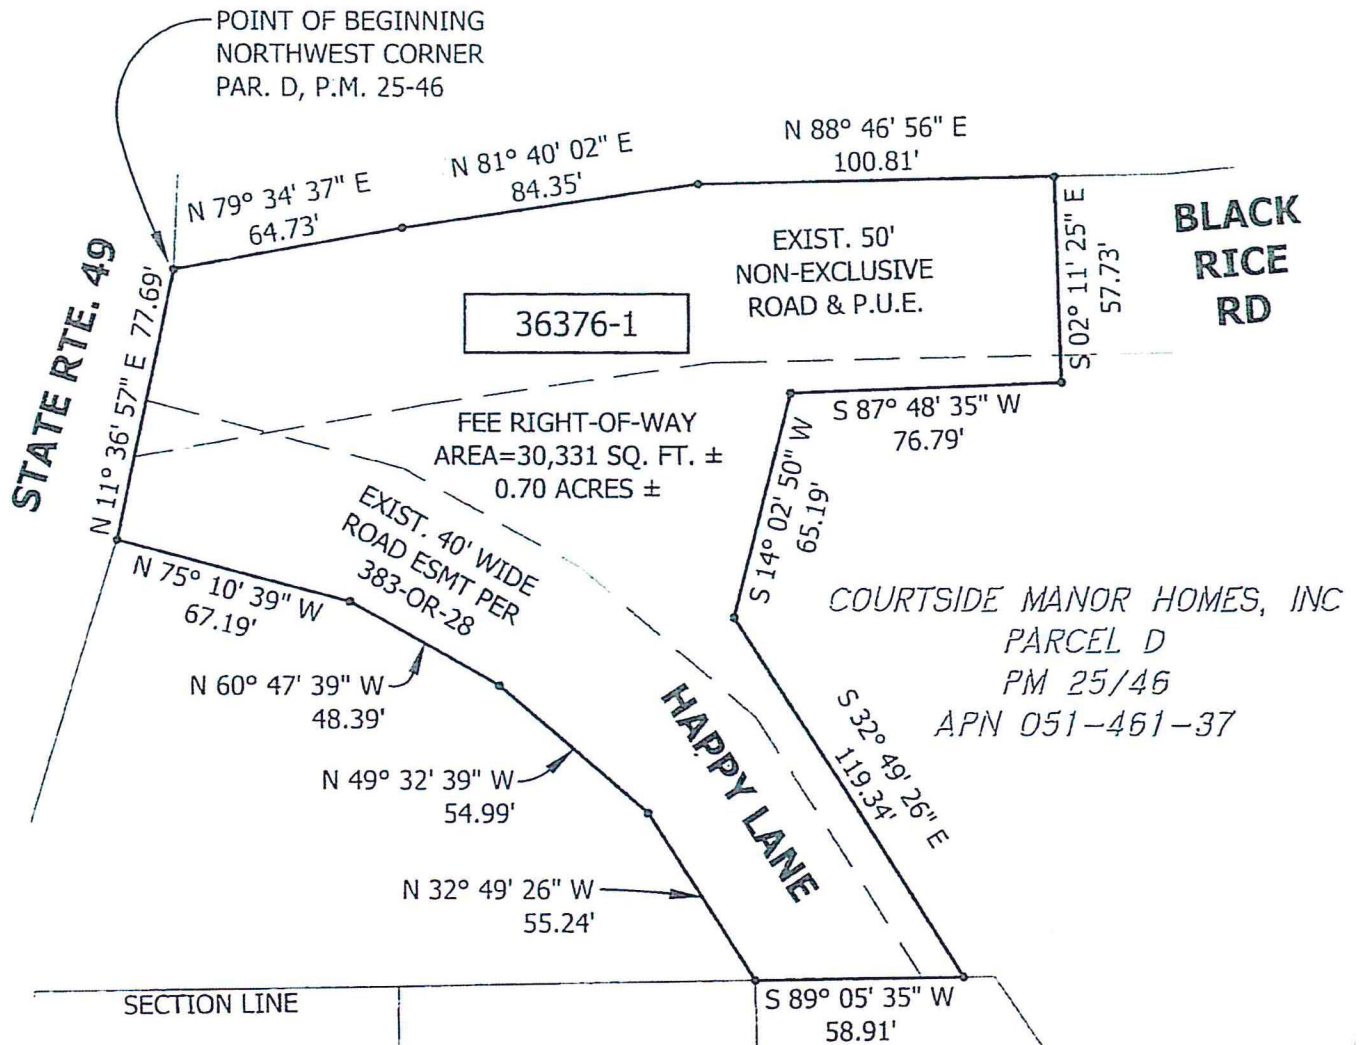 POINT OF BEGINNING
NORTHWEST CORNER
PAR. D, P.M. 25-46
N 79° 34' 37" E
64.73'
N 81° 40' 02" E
84.35'
N 88° 46' 56" E
100.81'
S 02° 11' 25" E
57.73'
BLACK
RICE
RD
EXIST. 50'
NON-EXCLUSIVE
ROAD & P.U.E.
36376-1
STATE RTE. 49
N 11° 36' 57" E 77.69'
FEE RIGHT-OF-WAY
AREA=30,331 SQ. FT. ±
0.70 ACRES ±
S 87° 48' 35" W
76.79'
S 14° 02' 50" W
65.19'
EXIST. 40' WIDE
ROAD ESMT PER
383-OR-28
N 75° 10' 39" W
67.19'
COURTSIDE MANOR HOMES, INC
PARCEL D
PM 25/46
APN 051-461-37
N 60° 47' 39" W
48.39'
HAPPY LANE
S 32° 49' 26" E
119.34'
N 49° 32' 39" W
54.99'
N 32° 49' 26" W
55.24'
SECTION LINE
S 89° 05' 35" W
58.91'